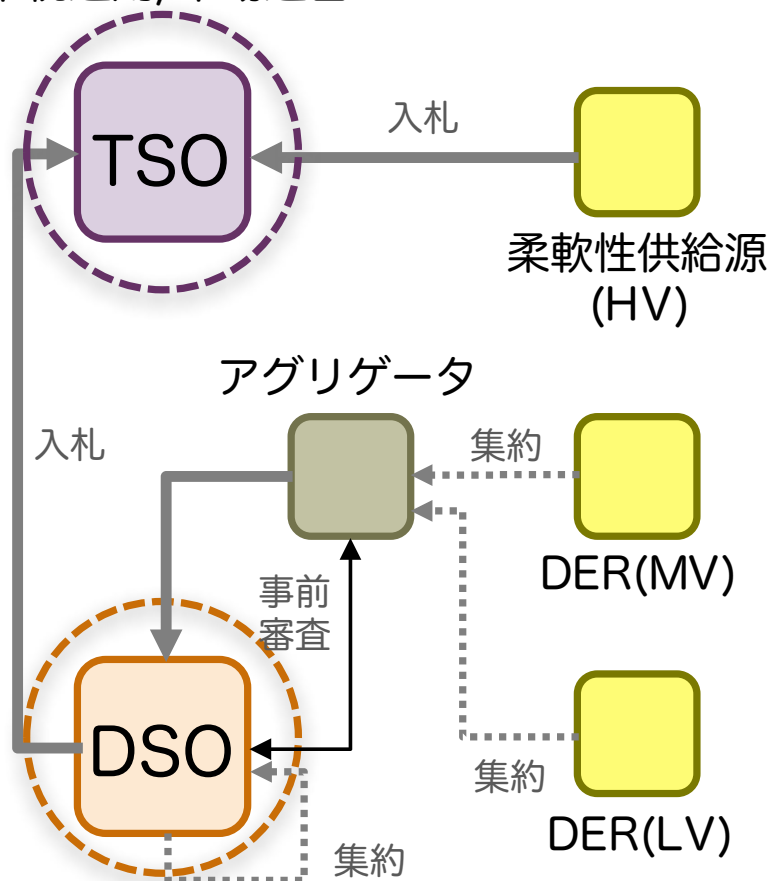 TSO
入札
柔軟性供給源
(HV)
アグリゲータ
入札
集約
DER(MV)
事前
審査
DSO
集約
DER(LV)
集約